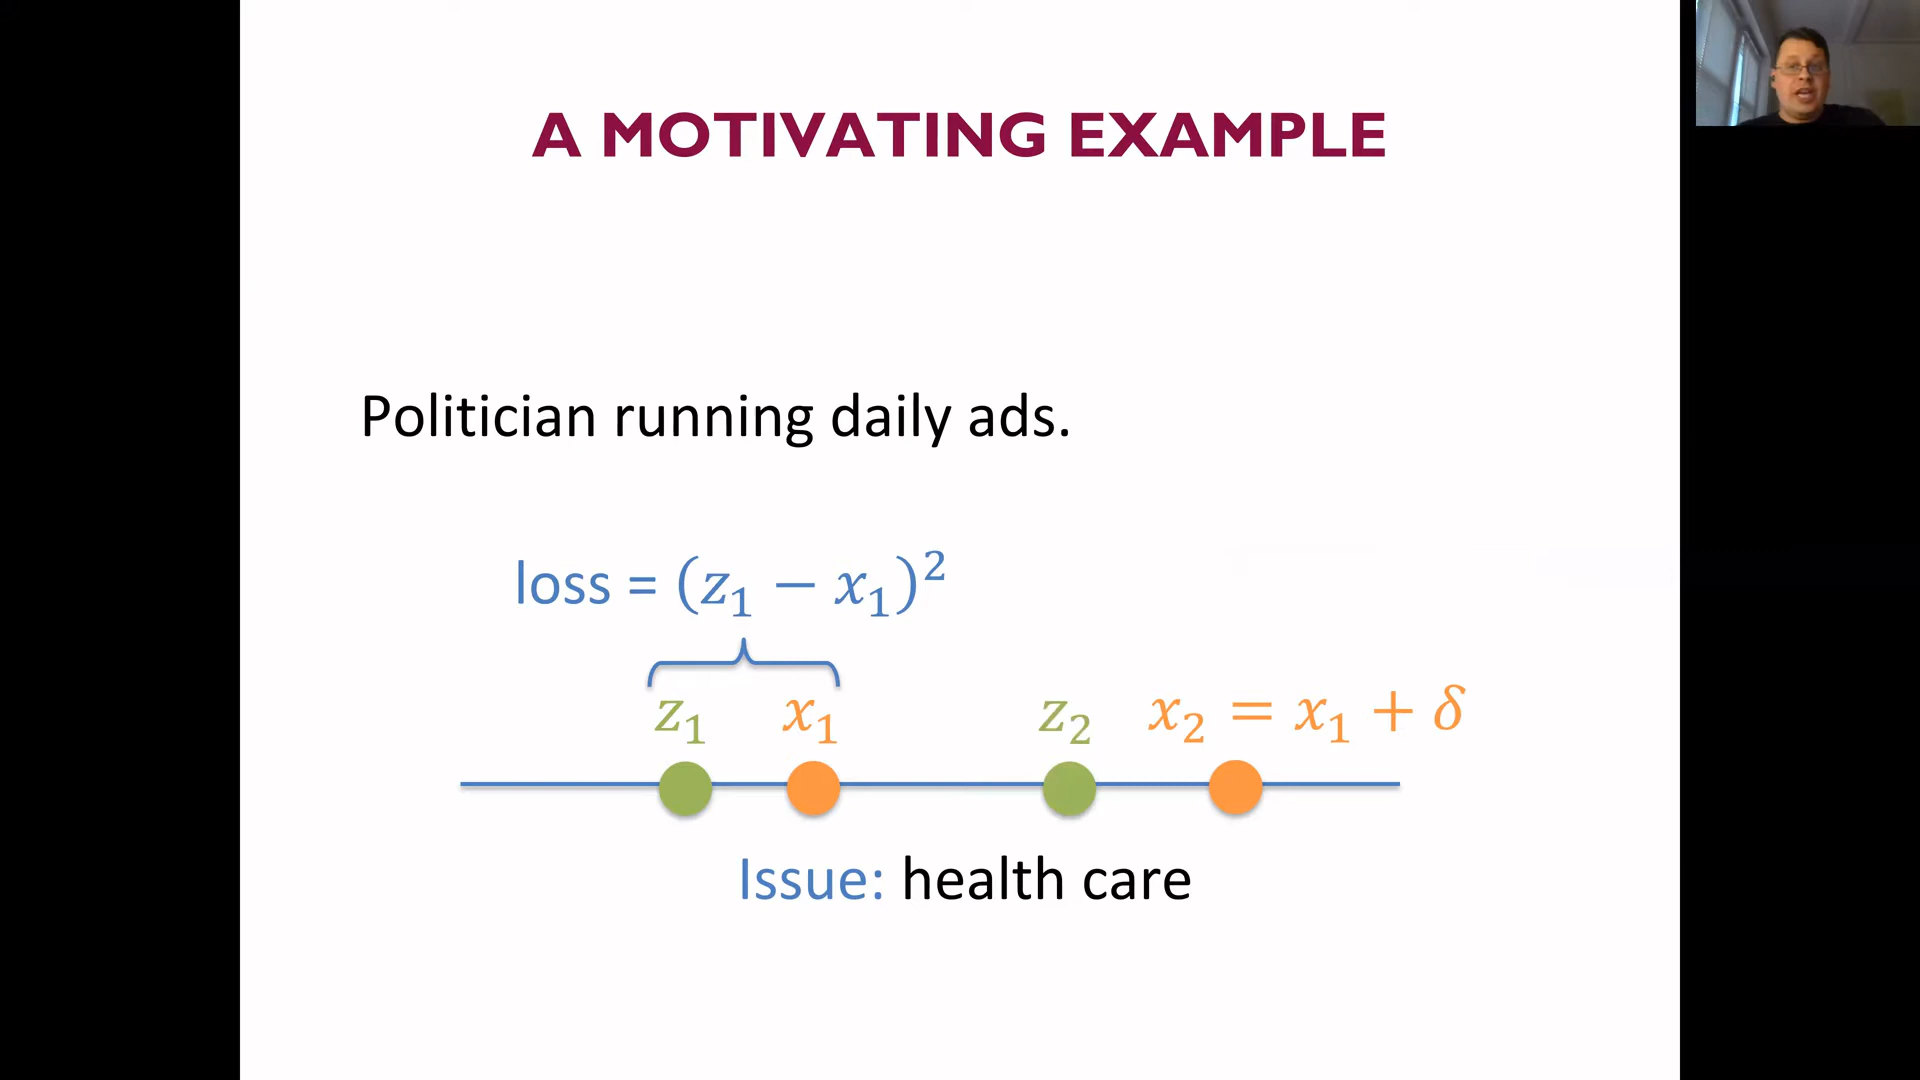 A MOTIVATING EXAMPLE
Politician running daily ads.
loss = (z₁ − x₁)²
z₁ x₁ z₂ x₂ = x₁ + δ
Issue: health care